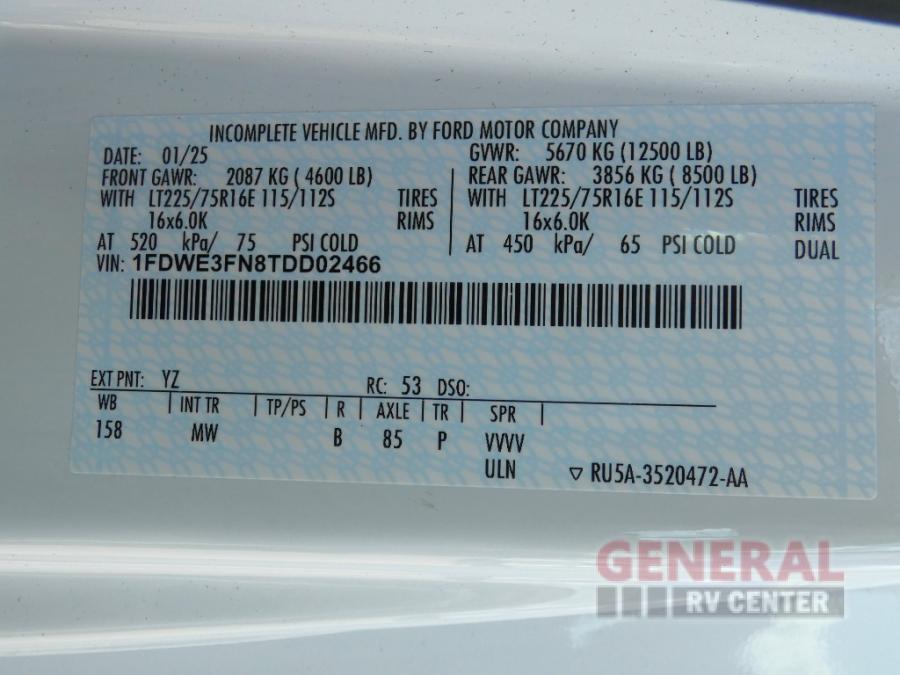 INCOMPLETE VEHICLE MFD. BY FORD MOTOR COMPANY
DATE: 01/25 GVWR: 5670 KG (12500 LB)
FRONT GAWR: 2087 KG ( 4600 LB) REAR GAWR: 3856 KG ( 8500 LB)
WITH LT225/75R16E 115/112S TIRES WITH LT225/75R16E 115/112S TIRES
16x6.0K RIMS 16x6.0K RIMS
AT 520 kPa/ 75 PSI COLD AT 450 kPa/ 65 PSI COLD DUAL
VIN: 1FDWE3FN8TDD02466
EXT PNT: YZ RC: 53 DSO:
WB INT TR TP/PS R AXLE TR SPR
158 MW B 85 P VVVV
ULN ▽ RU5A-3520472-AA
GENERAL
RV CENTER